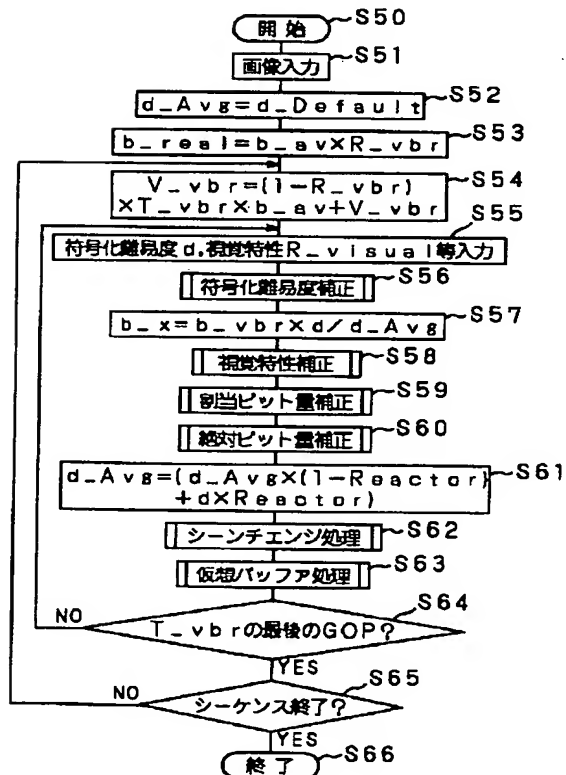 開始 S50
画像入力 S51
d_Avg=d_Default S52
b_real=b_av×R_vbr S53
V_vbr=(1-R_vbr) S54
×T_vbr×b_av+V_vbr S55
符号化難易度d,視覚特性R_visual等入力
符号化難易度補正 S56
b_x=b_vbr×d/d_Avg S57
視覚特性補正 S58
割当ビット量補正 S59
絶対ビット量補正 S60
d_Avg=(d_Avg×(1-Reactor) S61
+d×Reactor)
シーンチェンジ処理 S62
仮想バッファ処理 S63
S64
NO T_vbrの最後のGOP?
YES
S65
NO シーケンス終了?
YES
終了 S66